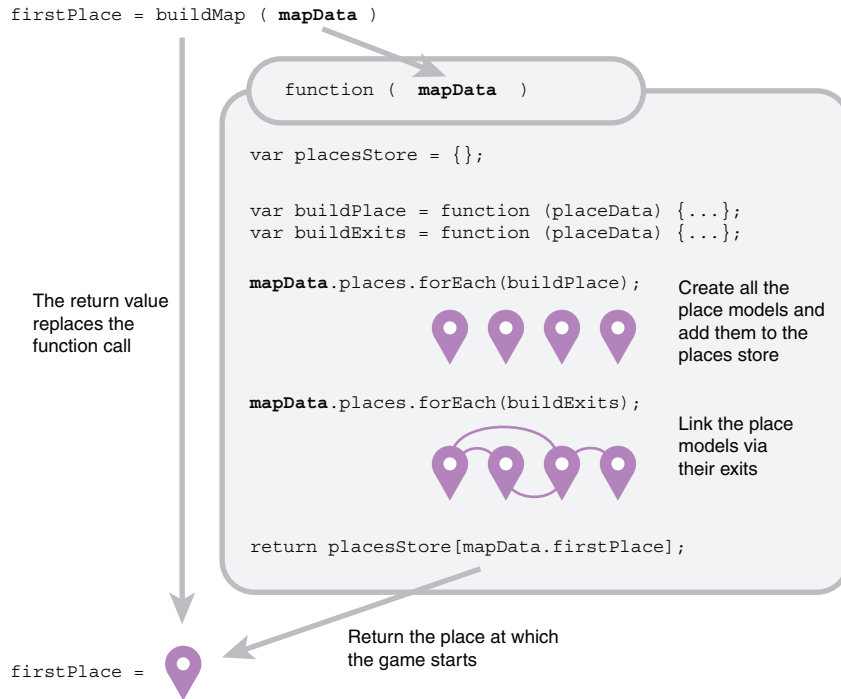 firstPlace = buildMap ( mapData )
function ( mapData )
var placesStore = {};
var buildPlace = function (placeData) {...};
var buildExits = function (placeData) {...};
mapData.places.forEach(buildPlace);
Create all the
place models and
add them to the
places store
The return value
replaces the
function call
mapData.places.forEach(buildExits);
Link the place
models via
their exits
return placesStore[mapData.firstPlace];
Return the place at which
the game starts
firstPlace =